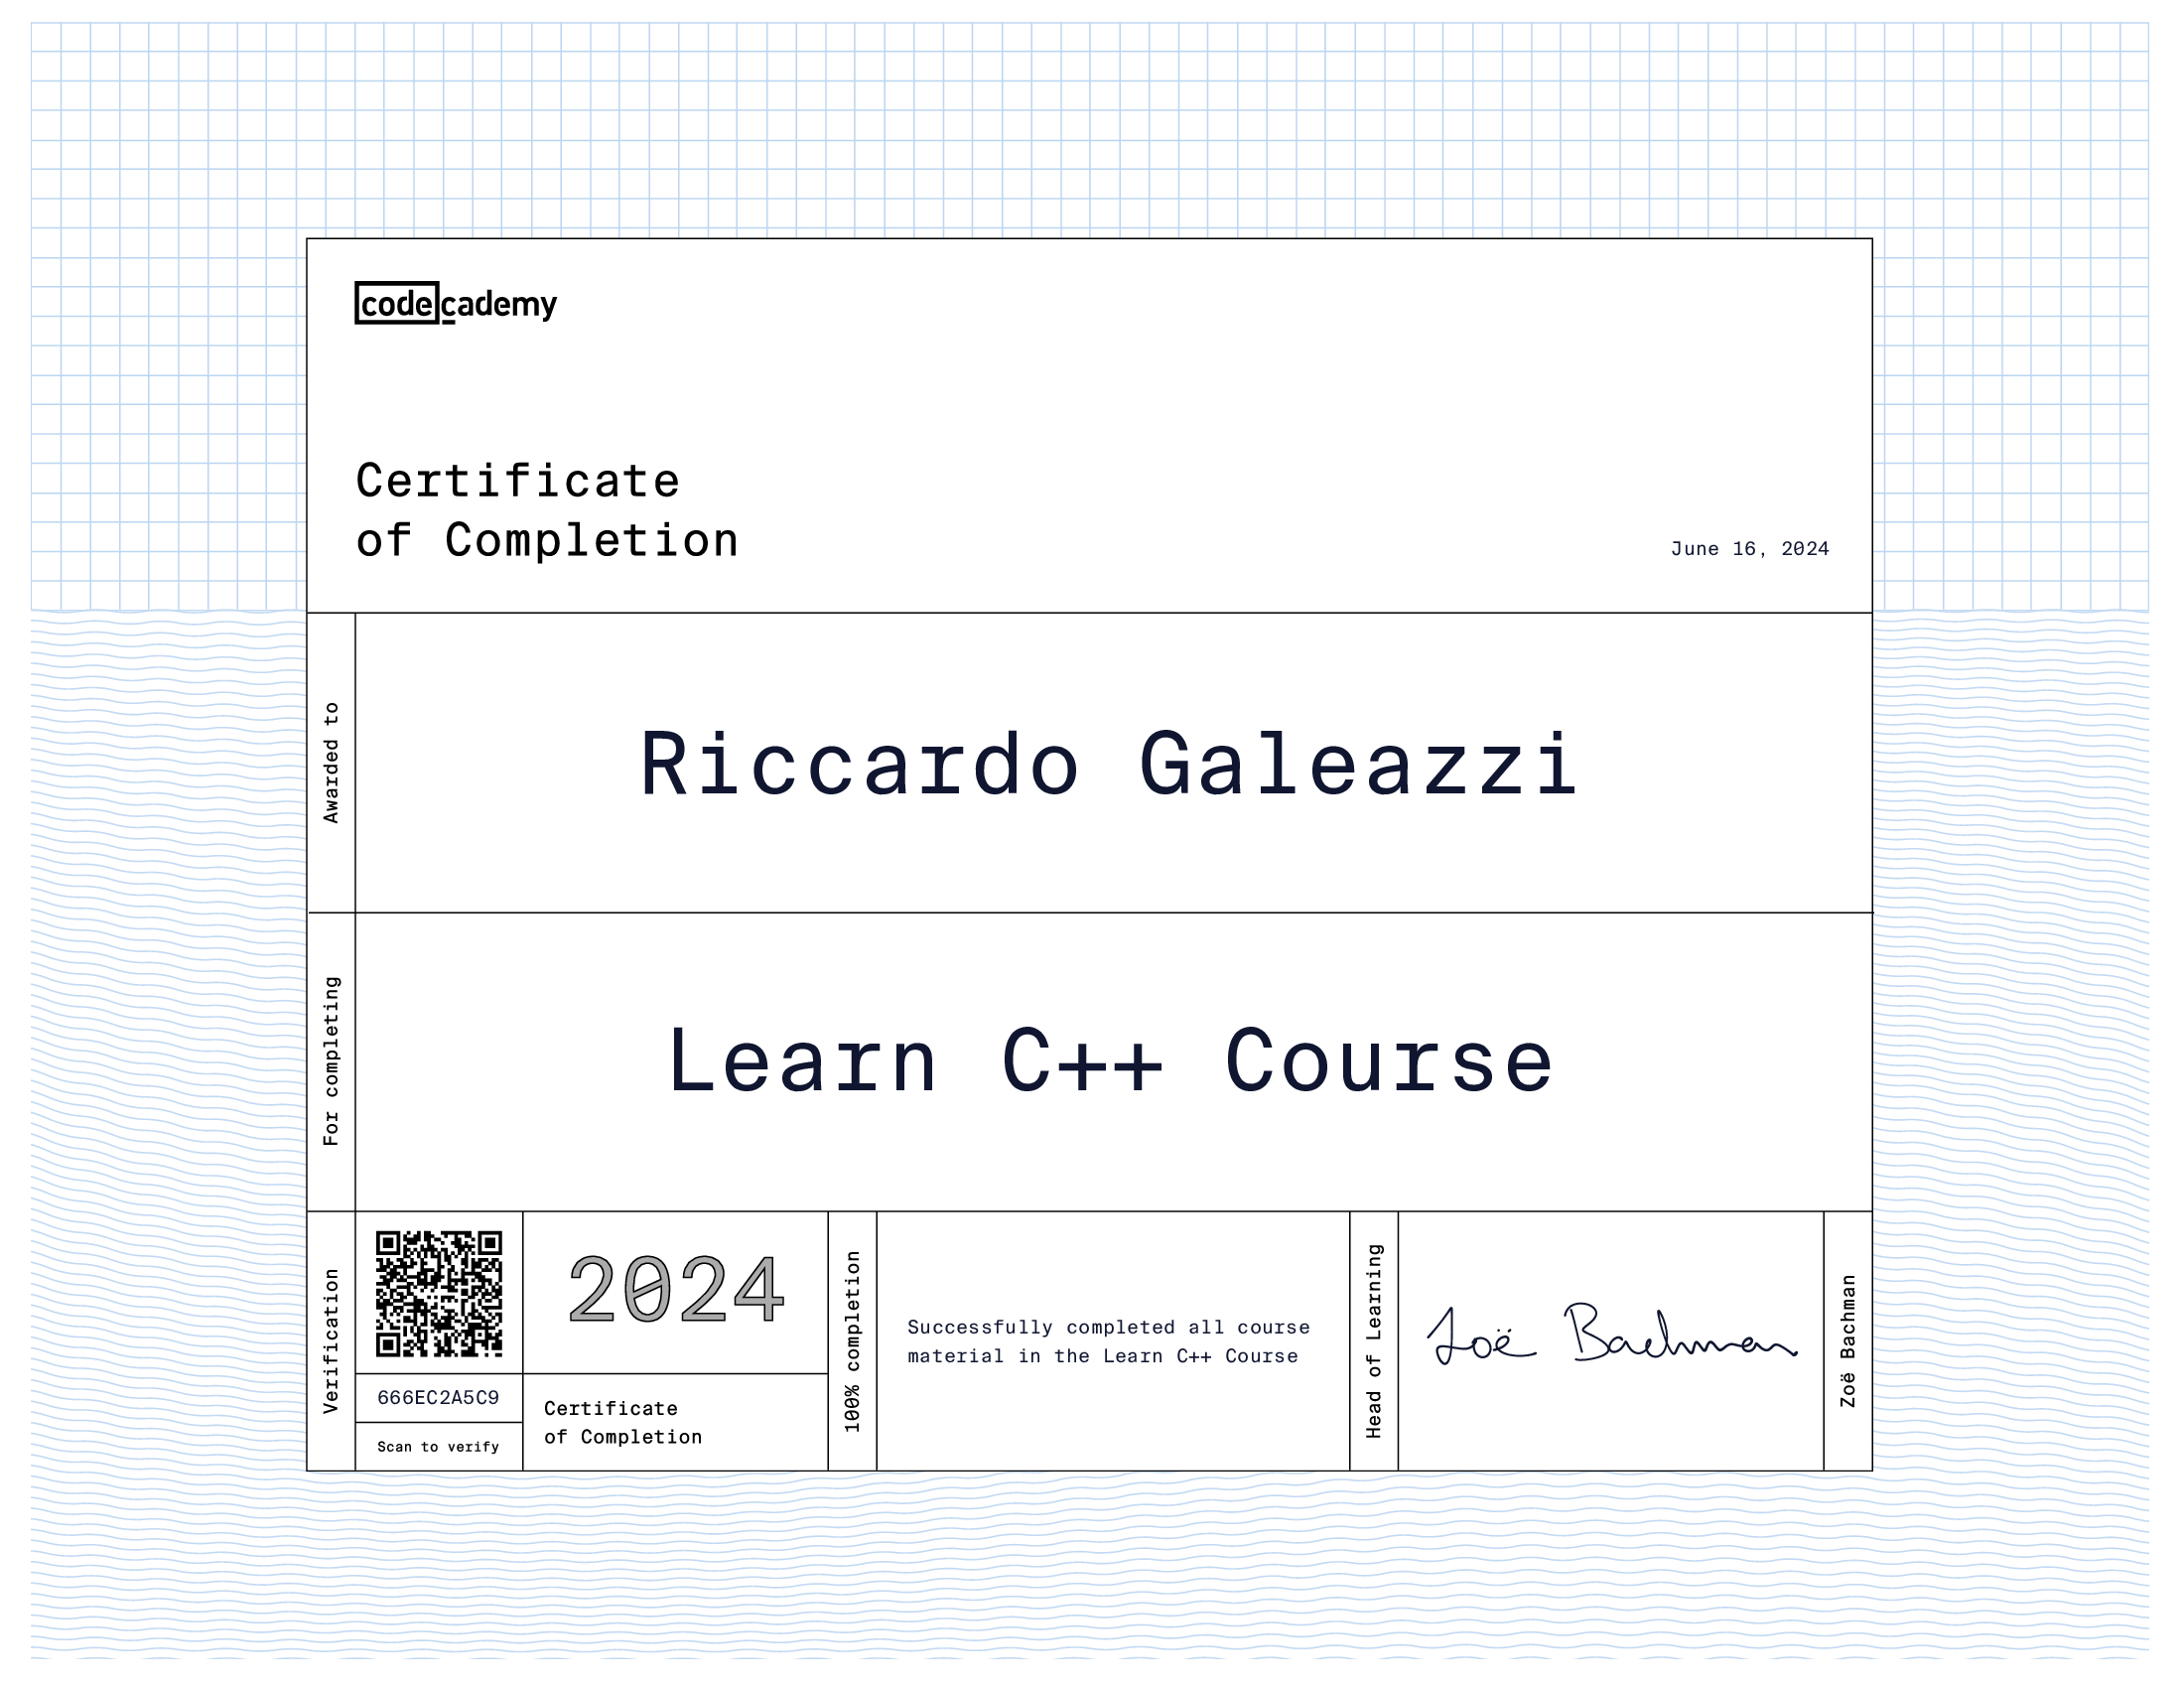 codecademy
Certificate
of Completion
June 16, 2024
Awarded to
Riccardo Galeazzi
For completing
Learn C++ Course
Verification
666EC2A5C9
Scan to verify
2024
Certificate
of Completion
100% completion
Successfully completed all course
material in the Learn C++ Course
Head of Learning
Zoë Bachman
Zoë Bachman